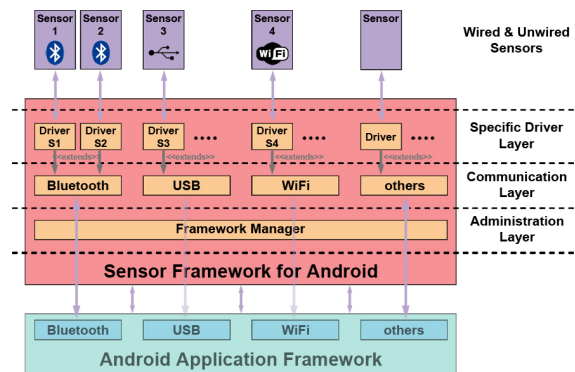 Sensor 1
Sensor 2
Sensor 3
Sensor 4
WiFi
Sensor
Wired & Unwired Sensors
Driver S1
Driver S2
Driver S3
••••
Driver S4
••••
Driver
••••
Specific Driver Layer
<<extends>>
<<extends>>
<<extends>>
<<extends>>
Bluetooth
USB
WiFi
others
Communication Layer
Framework Manager
Administration Layer
Sensor Framework for Android
Bluetooth
USB
WiFi
others
Android Application Framework